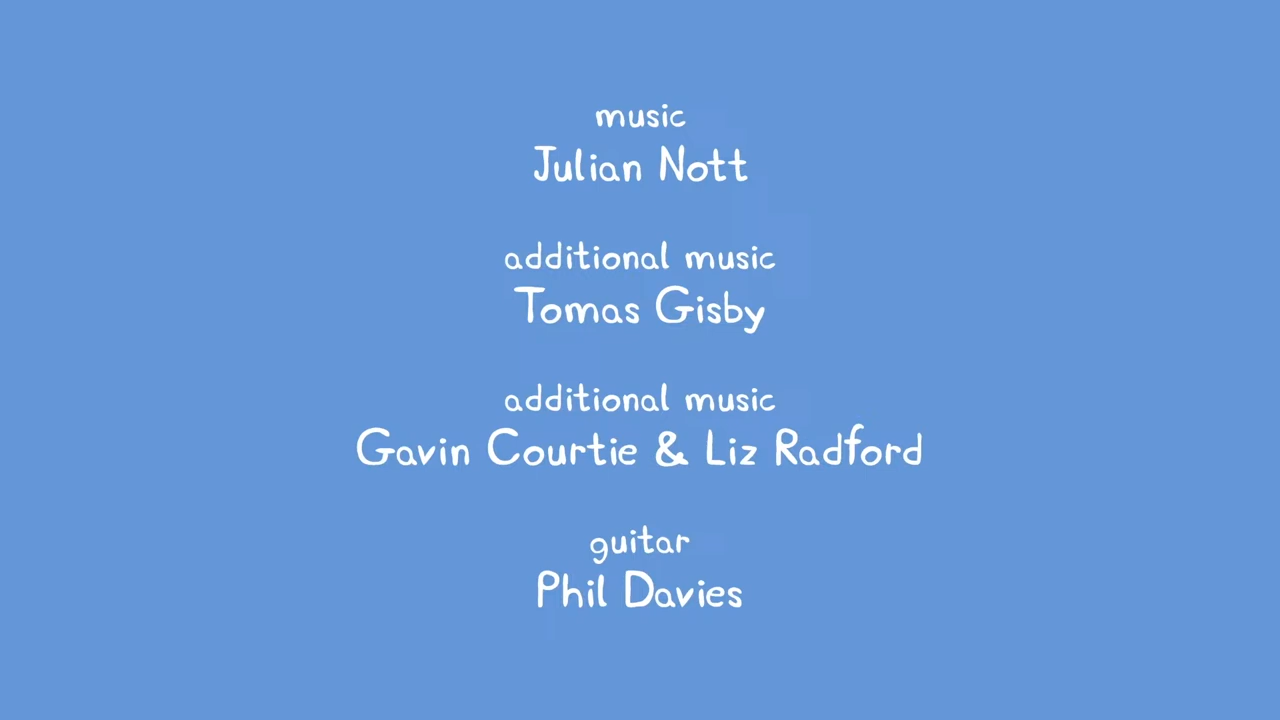 music
Julian Nott
additional music
Tomas Gisby
additional music
Gavin Courtie & Liz Radford
guitar
Phil Davies